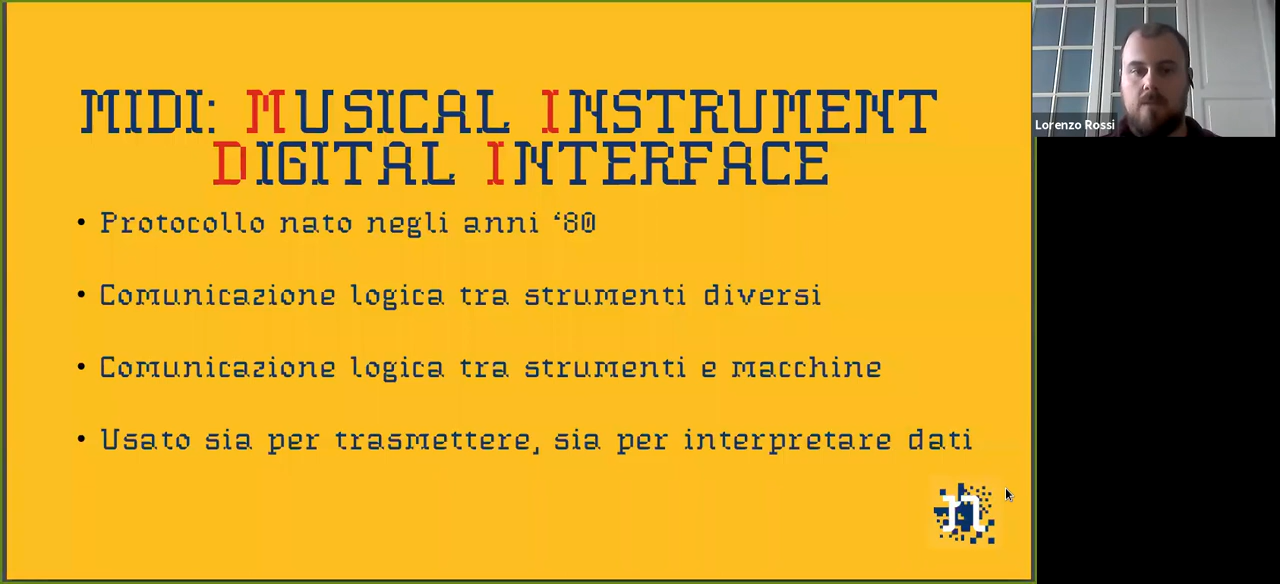 MIDI: MUSICAL INSTRUMENT
DIGITAL INTERFACE
• Protocollo nato negli anni ‘80
• Comunicazione logica tra strumenti diversi
• Comunicazione logica tra strumenti e macchine
• Usato sia per trasmettere, sia per interpretare dati
n
Lorenzo Rossi